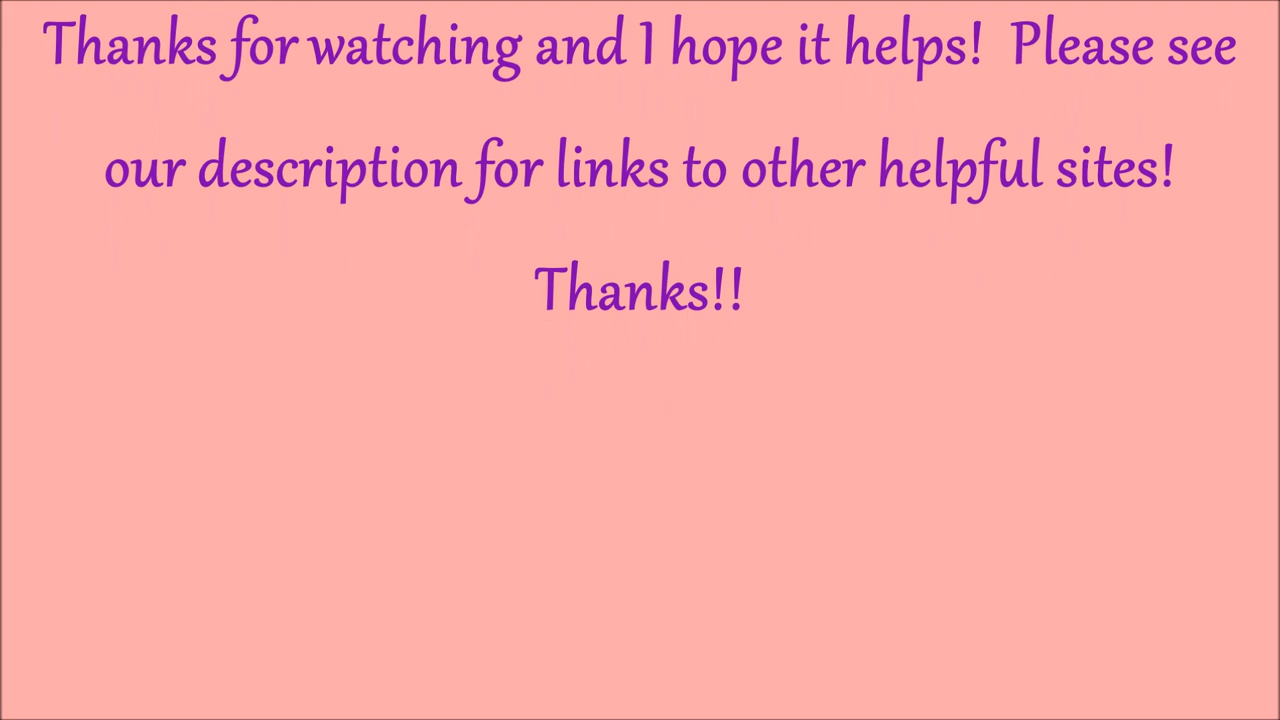 Thanks for watching and I hope it helps!  Please see
our description for links to other helpful sites!
Thanks!!